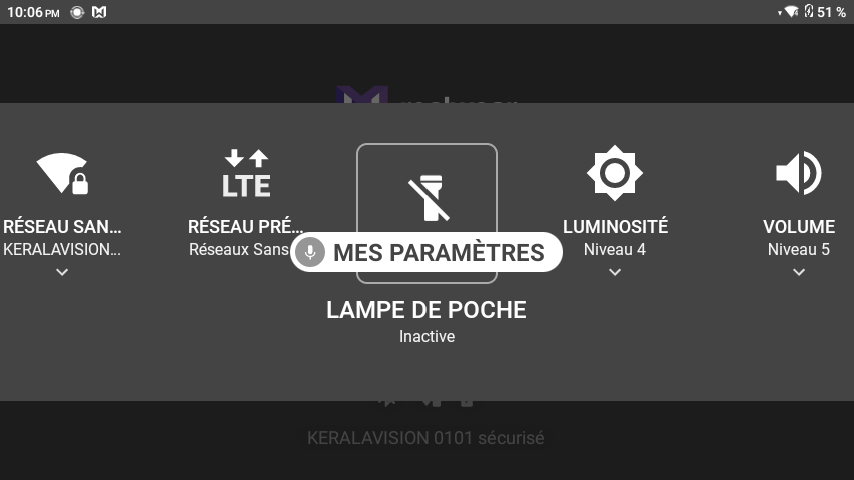 10:06 PM
51 %
RÉSEAU SAN...
KERALAVISION...
RÉSEAU PRÉ...
Réseaux Sans
LTE
MES PARAMÈTRES
LAMPE DE POCHE
Inactive
LUMINOSITÉ
Niveau 4
VOLUME
Niveau 5
KERALAVISION 0101 sécurisé